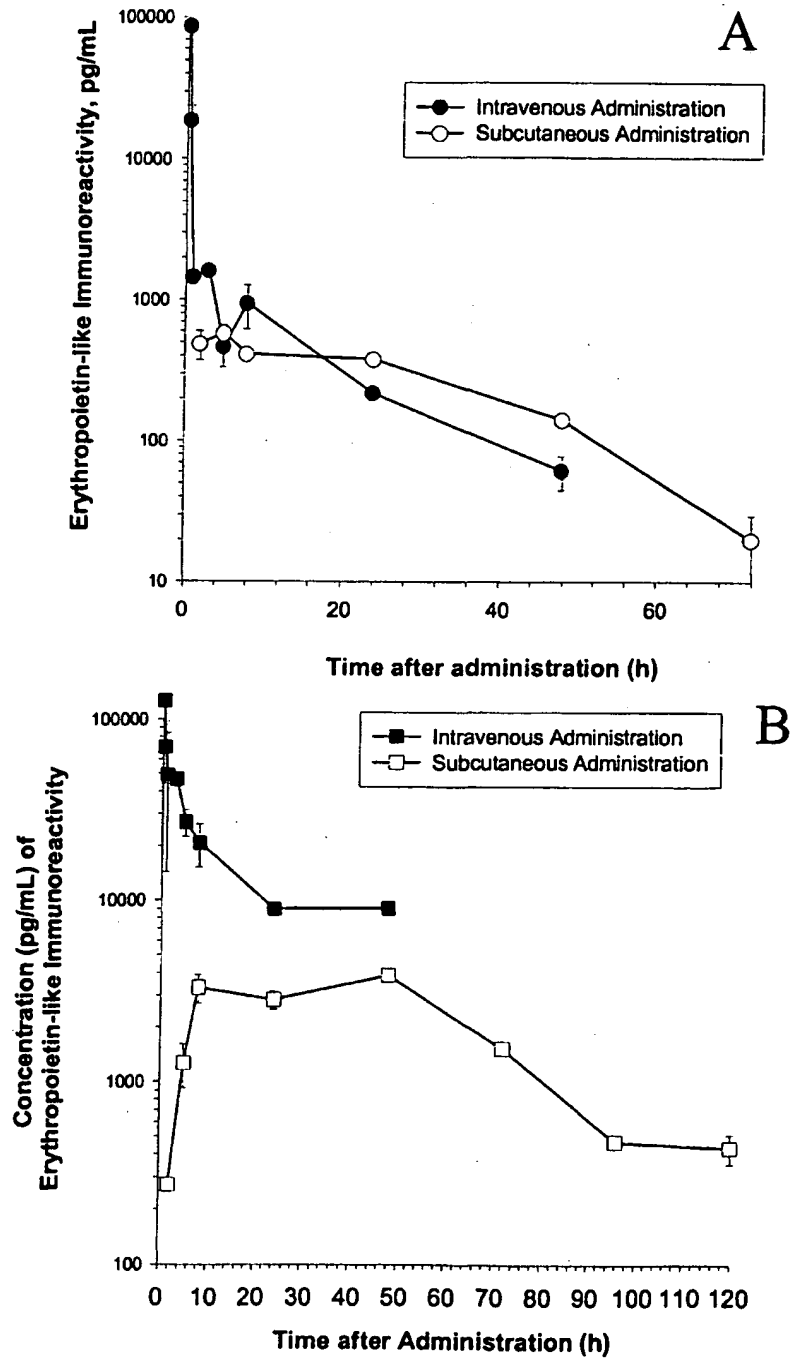 A
Erythropoietin-like Immunoreactivity, pg/mL
100000
10000
1000
100
10
Intravenous Administration
Subcutaneous Administration
0 20 40 60
Time after administration (h)
B
Concentration (pg/mL) of
Erythropoietin-like Immunoreactivity
100000
10000
1000
100
Intravenous Administration
Subcutaneous Administration
0 10 20 30 40 50 60 70 80 90 100 110 120
Time after Administration (h)